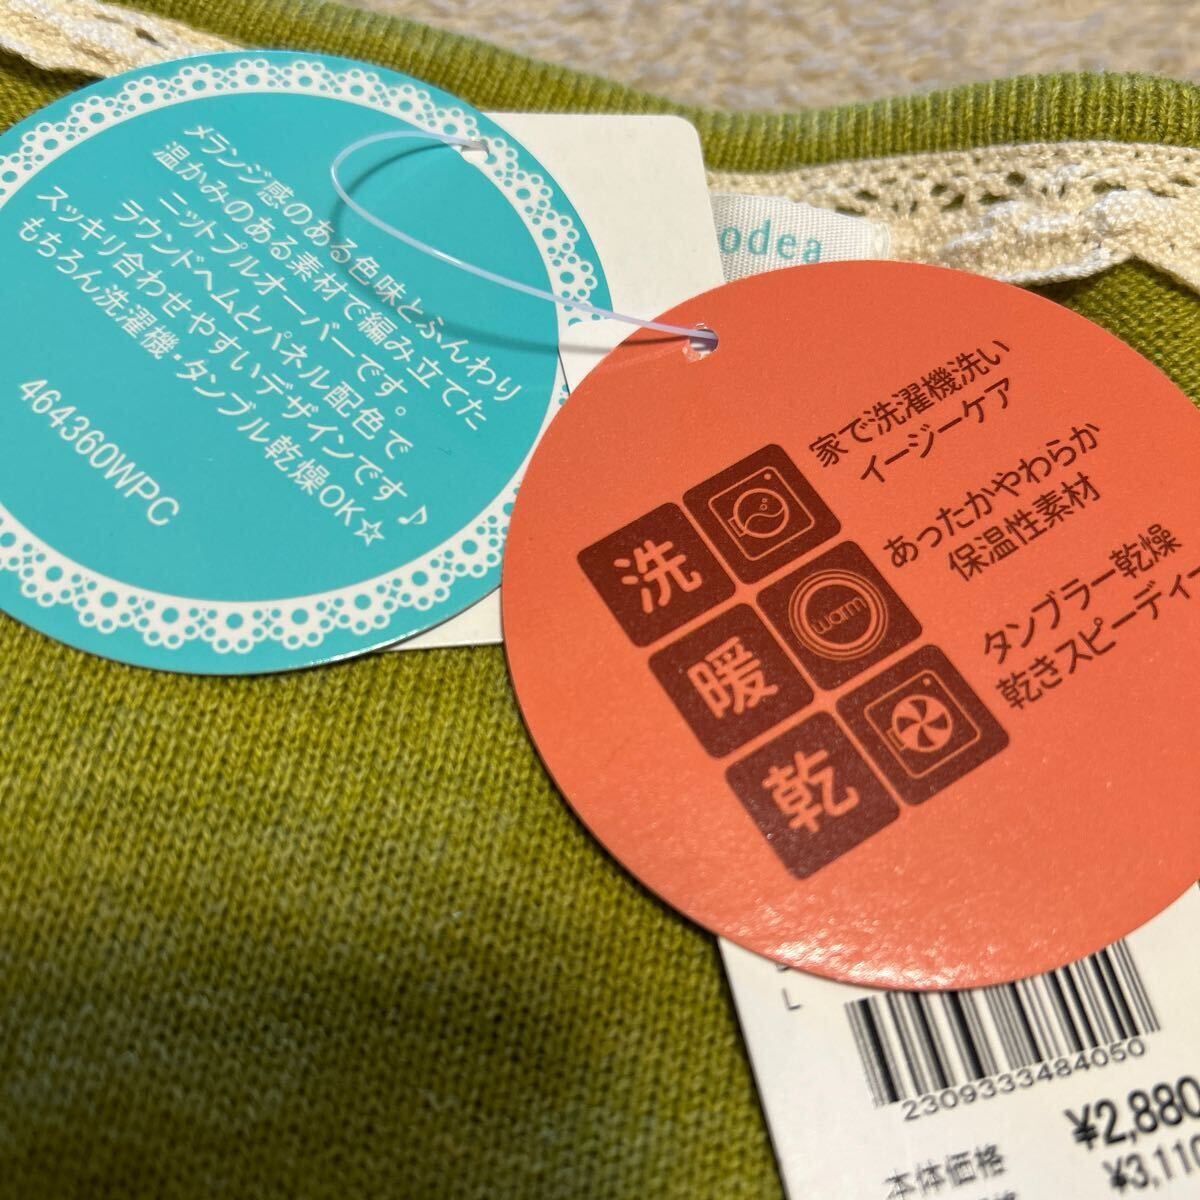 メランジ感のある色味とふんわり
温かみのある素材で編み立てた
ニットプルオーバーです。
ラウンドヘムとパネル配色で
スッキリ合わせやすいデザインです♪
もちろん洗濯機・タンブル乾燥OK☆
464360WPC
odea
洗
家で洗濯機洗い
イージーケア
暖
warm
あったかやわらか
保温性素材
乾
タンブラー乾燥
乾きスピーディー
L
2309333484050
¥2,880
本体価格
¥3,110